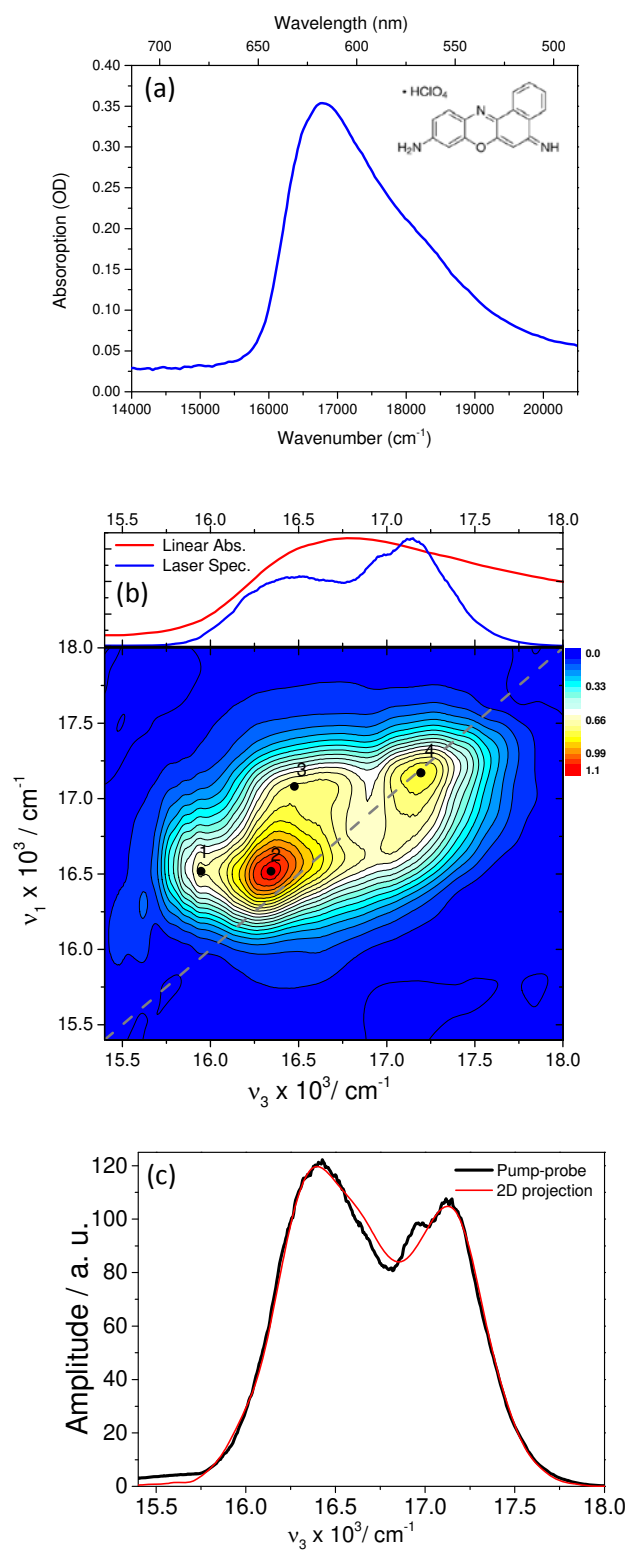 Wavelength (nm)
700 650 600 550 500
(a)
• HClO4
N
H2N
O
NH
0.40
0.35
0.30
0.25
0.20
0.15
0.10
0.05
0.00
Absoroption (OD)
14000 15000 16000 17000 18000 19000 20000
Wavenumber (cm-1)
15.5 16.0 16.5 17.0 17.5 18.0
Linear Abs.
Laser Spec.
(b)
18.0
17.5
17.0
16.5
16.0
15.5
ν1 x 10³/ cm-1
1
2
3
4
0.0
0.33
0.66
0.99
1.1
15.5 16.0 16.5 17.0 17.5 18.0
ν3 x 10³/ cm-1
(c)
Pump-probe
2D projection
120
100
80
60
40
20
0
Amplitude / a. u.
15.5 16.0 16.5 17.0 17.5 18.0
ν3 x 10³/ cm-1